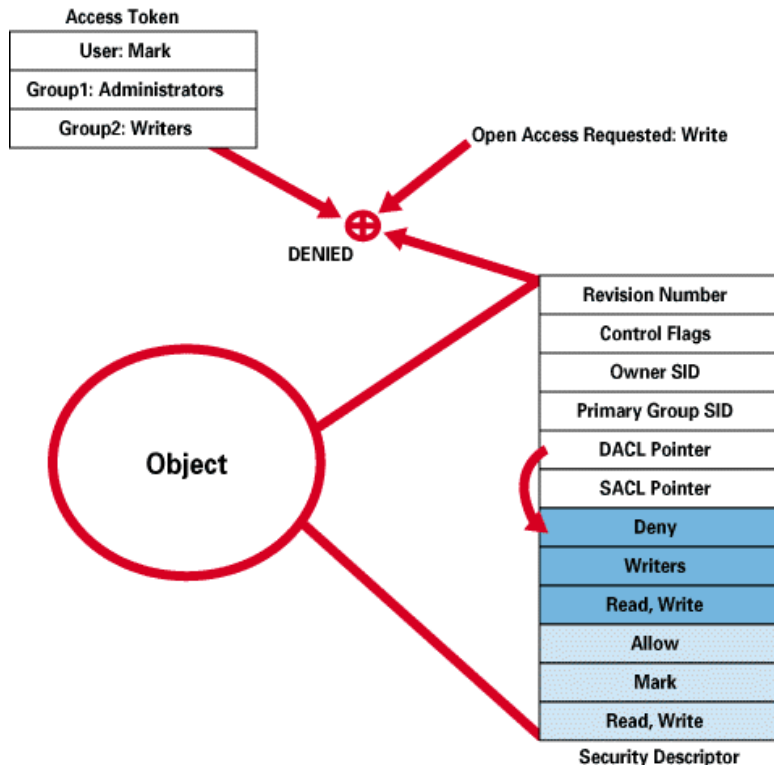 Access Token
User: Mark
Group1: Administrators
Group2: Writers
Open Access Requested: Write
DENIED
Object
Revision Number
Control Flags
Owner SID
Primary Group SID
DACL Pointer
SACL Pointer
Deny
Writers
Read, Write
Allow
Mark
Read, Write
Security Descriptor